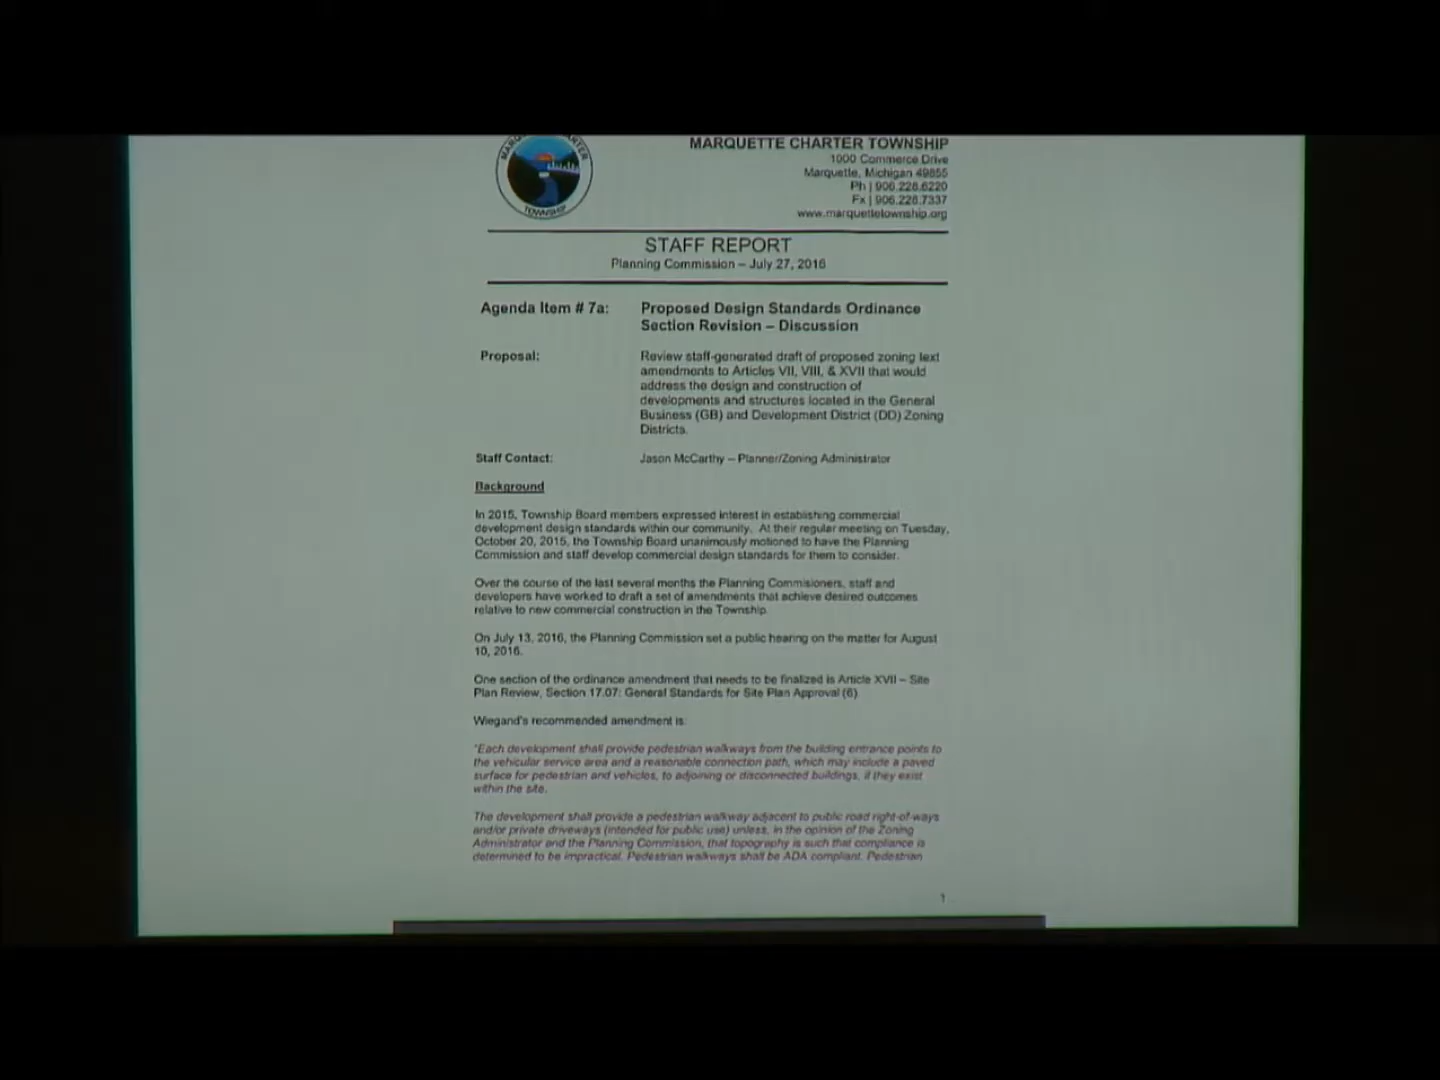 MARQUETTE CHARTER TOWNSHIP
1000 Commerce Drive
Marquette, Michigan 49855
Ph | 906.228.6220
Fx | 906.228.7337
www.marquettetownship.org
TOWNSHIP
STAFF REPORT
Planning Commission – July 27, 2016
Agenda Item # 7a: Proposed Design Standards Ordinance
Section Revision – Discussion
Proposal: Review staff-generated draft of proposed zoning text
amendments to Articles VII, VIII, & XVII that would
address the design and construction of
developments and structures located in the General
Business (GB) and Development District (DD) Zoning
Districts.
Staff Contact: Jason McCarthy – Planner/Zoning Administrator
Background
In 2015, Township Board members expressed interest in establishing commercial
development design standards within our community. At their regular meeting on Tuesday,
October 20, 2015, the Township Board unanimously motioned to have the Planning
Commission and staff develop commercial design standards for them to consider.
Over the course of the last several months the Planning Commisioners, staff and
developers have worked to draft a set of amendments that achieve desired outcomes
relative to new commercial construction in the Township.
On July 13, 2016, the Planning Commission set a public hearing on the matter for August
10, 2016.
One section of the ordinance amendment that needs to be finalized is Article XVII – Site
Plan Review, Section 17.07: General Standards for Site Plan Approval (6)
Wiegand's recommended amendment is:
"Each development shall provide pedestrian walkways from the building entrance points to
the vehicular service area and a reasonable connection path, which may include a paved
surface for pedestrian and vehicles, to adjoining or disconnected buildings, if they exist
within the site.
The development shall provide a pedestrian walkway adjacent to public road right-of-ways
and/or private driveways (intended for public use) unless, in the opinion of the Zoning
Administrator and the Planning Commission, that topography is such that compliance is
determined to be impractical. Pedestrian walkways shall be ADA compliant. Pedestrian
1